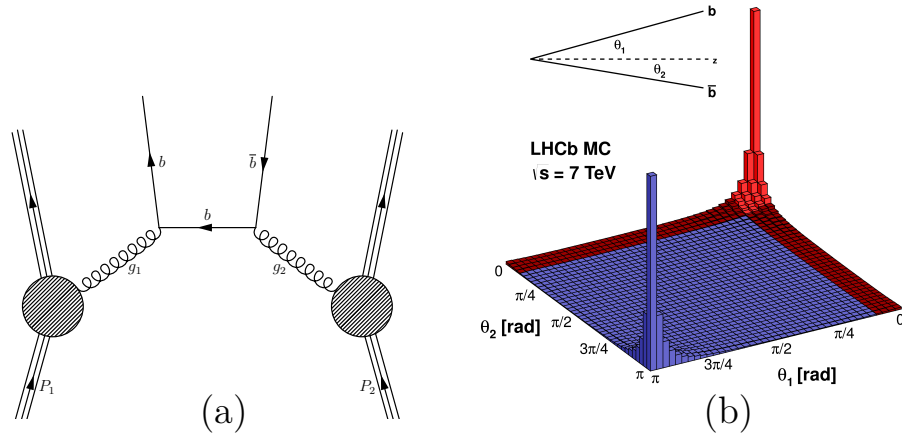 b
b̄
b
g₁
g₂
P₁
P₂
(a)
b
θ₁
z
θ₂
b̄
LHCb MC
√s = 7 TeV
0
π/4
π/2
3π/4
π
θ₂ [rad]
π
3π/4
π/2
π/4
0
θ₁ [rad]
(b)